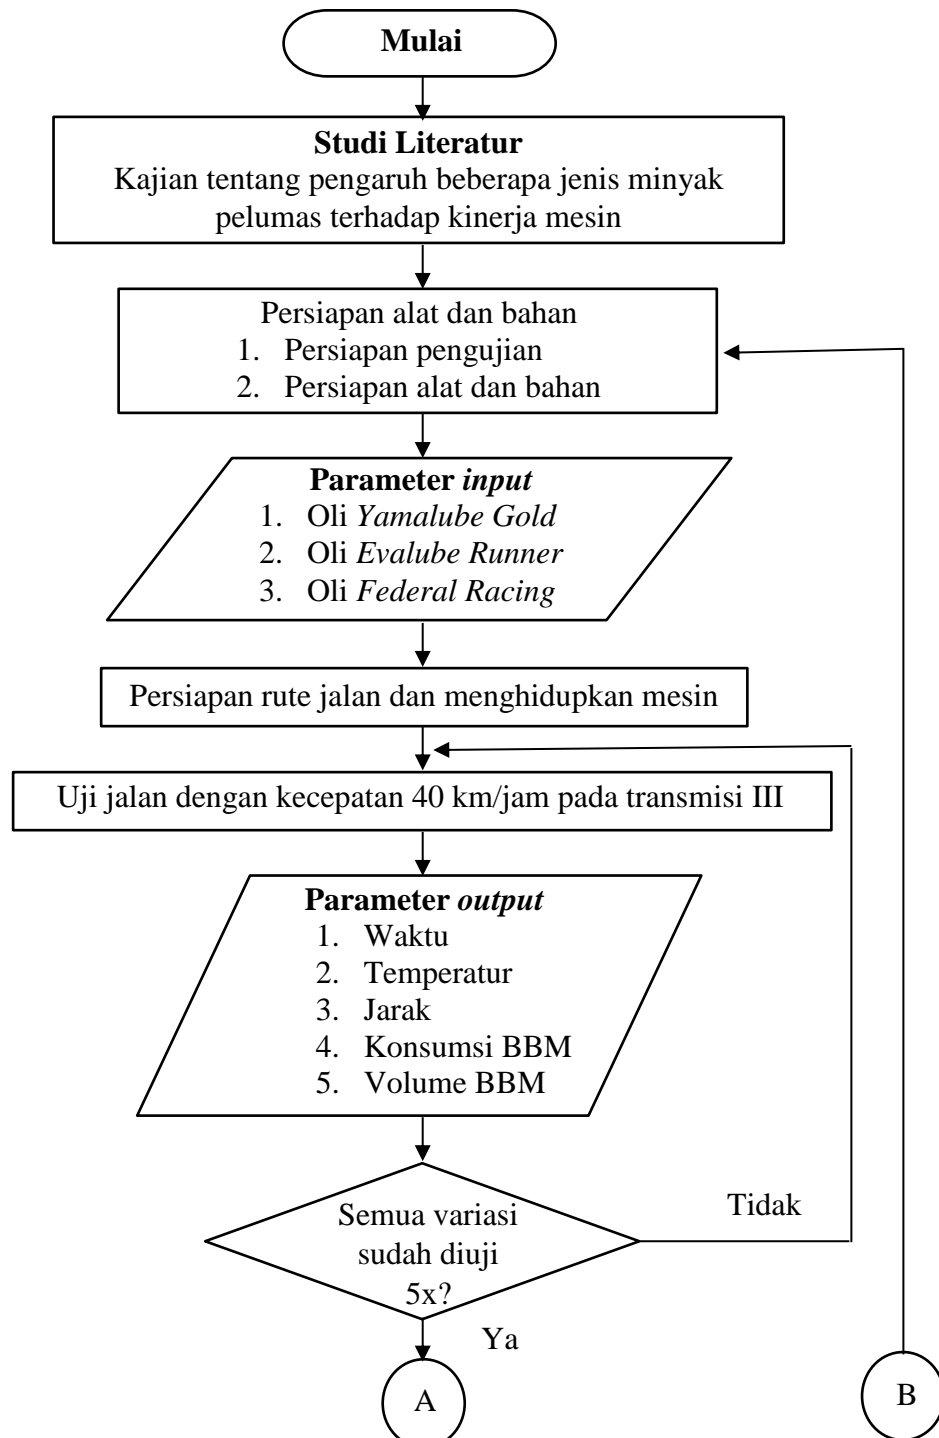 Mulai
Studi Literatur
Kajian tentang pengaruh beberapa jenis minyak
pelumas terhadap kinerja mesin
Persiapan alat dan bahan
1. Persiapan pengujian
2. Persiapan alat dan bahan
Parameter input
1. Oli Yamalube Gold
2. Oli Evalube Runner
3. Oli Federal Racing
Persiapan rute jalan dan menghidupkan mesin
Uji jalan dengan kecepatan 40 km/jam pada transmisi III
Parameter output
1. Waktu
2. Temperatur
3. Jarak
4. Konsumsi BBM
5. Volume BBM
Semua variasi
sudah diuji
5x?
Tidak
Ya
A
B